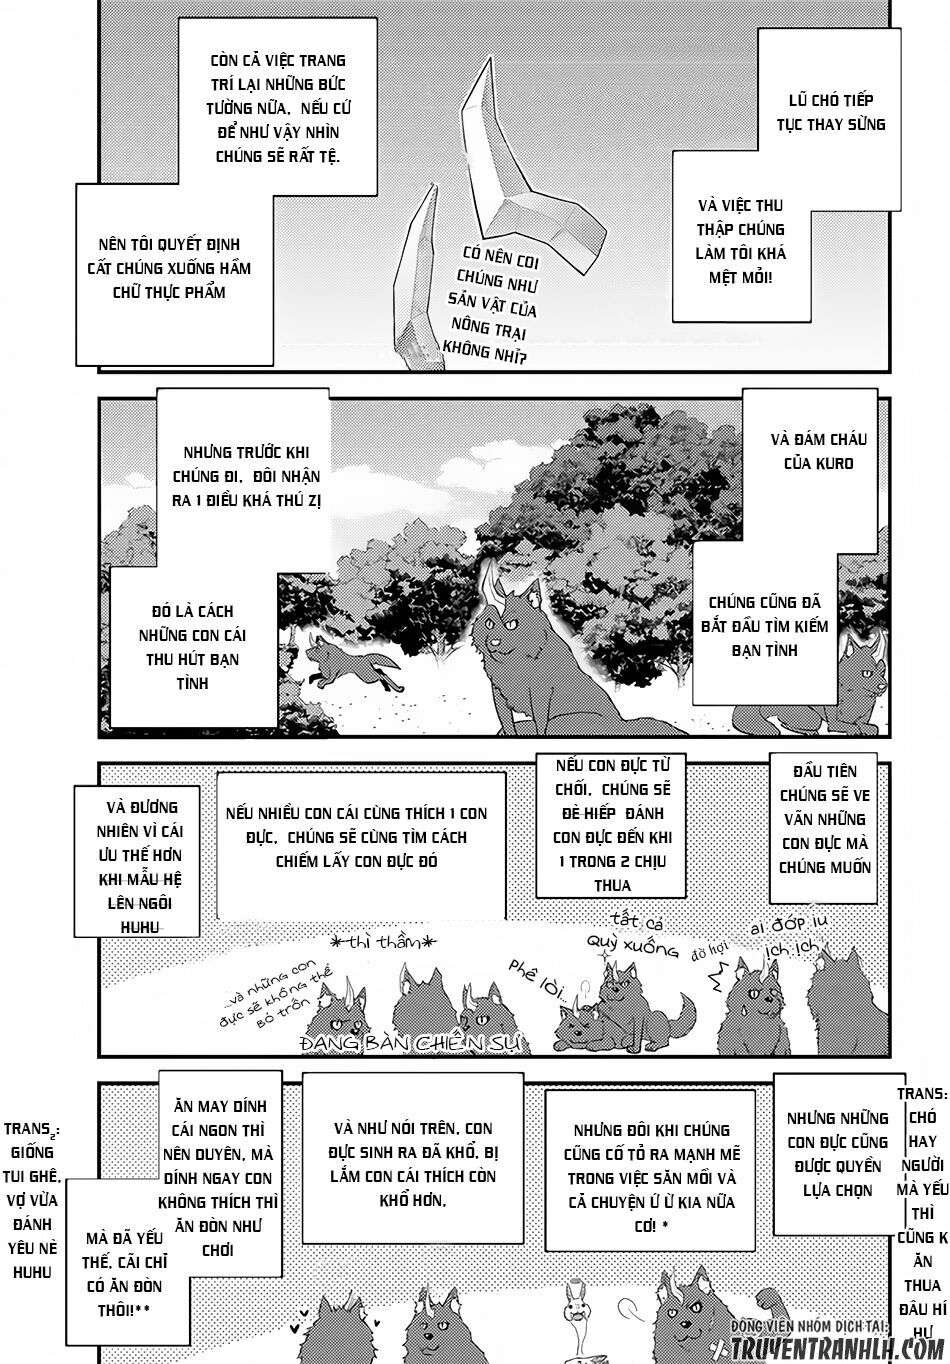 LŨ CHÓ TIẾP
TỤC THAY SỪNG
VÀ VIỆC THU
THẬP CHÚNG
LÀM TÔI KHÁ
MỆT MỎI!
CÓ NÊN COI
CHÚNG NHƯ
SẢN VẬT CỦA
NÔNG TRẠI
KHÔNG NHỈ?
CÒN CẢ VIỆC TRANG
TRÍ LẠI NHỮNG BỨC
TƯỜNG NỮA, NẾU CỨ
ĐỂ NHƯ VẬY NHÌN
CHÚNG SẼ RẤT TỆ.
NÊN TÔI QUYẾT ĐỊNH
CẤT CHÚNG XUỐNG HẦM
CHỮ THỰC PHẨM
VÀ ĐÁM CHÁU
CỦA KURO
CHÚNG CŨNG ĐÃ
BẮT ĐẦU TÌM KIẾM
BẠN TÌNH
NHƯNG TRƯỚC KHI
CHÚNG ĐI, ĐÔI NHẬN
RA 1 ĐIỀU KHÁ THÚ ZỊ
ĐÓ LÀ CÁCH
NHỮNG CON CÁI
THU HÚT BẠN
TÌNH
ĐẦU TIÊN
CHÚNG SẼ VE
VÃN NHỮNG
CON ĐỰC MÀ
CHÚNG MUỐN
ai đớp iu
ịch ịch
đờ hợi
NẾU CON ĐỰC TỪ
CHỐI, CHÚNG SẼ
ĐÈ HIẾP ĐÁNH
CON ĐỰC ĐẾN KHI
1 TRONG 2 CHỊU
THUA
tất cả
quỳ xuống
phê lòi...
NẾU NHIỀU CON CÁI CÙNG THÍCH 1 CON
ĐỰC, CHÚNG SẼ CÙNG TÌM CÁCH
CHIẾM LẤY CON ĐỰC ĐÓ
*thì thầm*
...và những con
đực sẽ không thể
bỏ trốn
ĐANG BÀN CHIẾN SỰ
VÀ ĐƯƠNG
NHIÊN VÌ CÁI
ƯU THẾ HƠN
KHI MẪU HỆ
LÊN NGÔI
HUHU
TRANS:
CHÓ
HAY
NGƯỜI
MÀ YẾU
THÌ
CŨNG K
ĂN
THUA
ĐÂU HÍ
HƯ
NHƯNG NHỮNG
CON ĐỰC CŨNG
ĐƯỢC QUYỀN
LỰA CHỌN
NHƯNG ĐÔI KHI CHÚNG
CŨNG CỐ TỎ RA MẠNH MẼ
TRONG VIỆC SĂN MỒI VÀ
CẢ CHUYỆN Ư Ừ KIA NỮA
CƠ! *
VÀ NHƯ NÓI TRÊN, CON
ĐỰC SINH RA ĐÃ KHỔ, BỊ
LẮM CON CÁI THÍCH CÒN
KHỔ HƠN,
ĂN MAY DÍNH
CÁI NGON THÌ
NÊN DUYÊN, MÀ
DÍNH NGAY CON
KHÔNG THÍCH THÌ
ĂN ĐÒN NHƯ
CHƠI
MÀ ĐÃ YẾU
THẾ, CÃI CHỈ
CÓ ĂN ĐÒN
THÔI!**
TRANS2:
GIỐNG
TUI GHÊ,
VỢ VỪA
ĐÁNH
YÊU NÈ
HUHU
ĐỘNG VIÊN NHÓM DỊCH TẠI:
TRUYENTRANHLH.COM